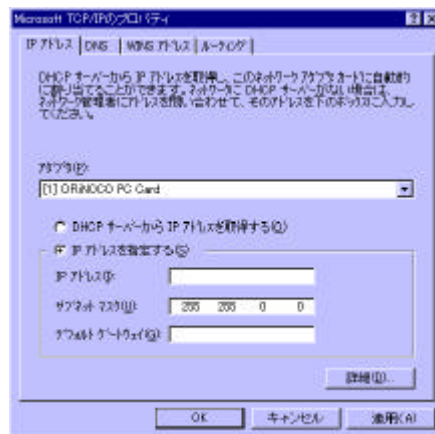 Microsoft TCP/IPのプロパティ
IP アドレス DNS WINS アドレス ルーティング
DHCP サーバーから IP アドレスを取得し、このネットワーク アダプタ カードに自動的
に割り当てることができます。ネットワークに DHCP サーバーがない場合は、
ネットワーク管理者にアドレスを問い合わせて、そのアドレスを下のボックスに入力し
てください。
アダプタ(P):
[1] ORiNOCO PC Card
DHCP サーバーから IP アドレスを取得する(O)
IP アドレスを指定する(S)
IP アドレス(I):
サブネット マスク(U): 255 255 0 0
デフォルト ゲートウェイ(G):
詳細(D)...
OK キャンセル 適用(A)